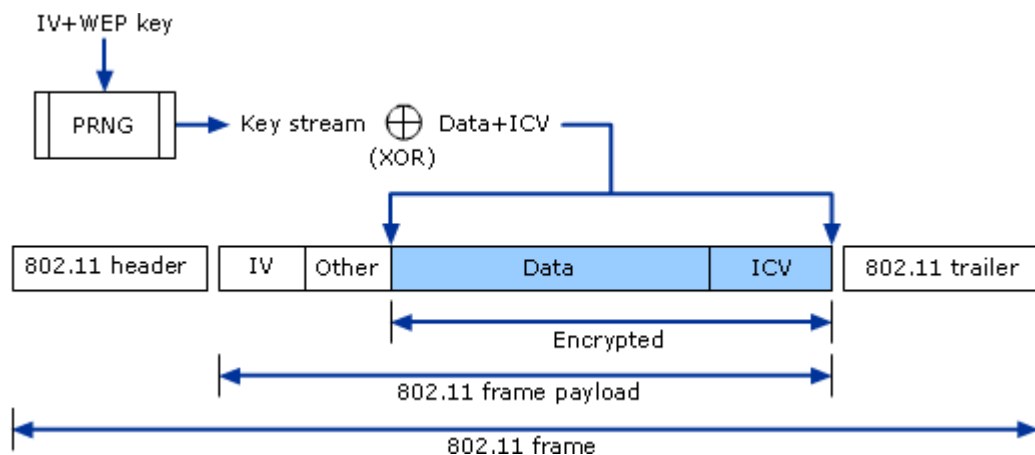 IV+WEP key
PRNG
Key stream
(XOR)
Data+ICV
802.11 header
IV
Other
Data
ICV
802.11 trailer
Encrypted
802.11 frame payload
802.11 frame